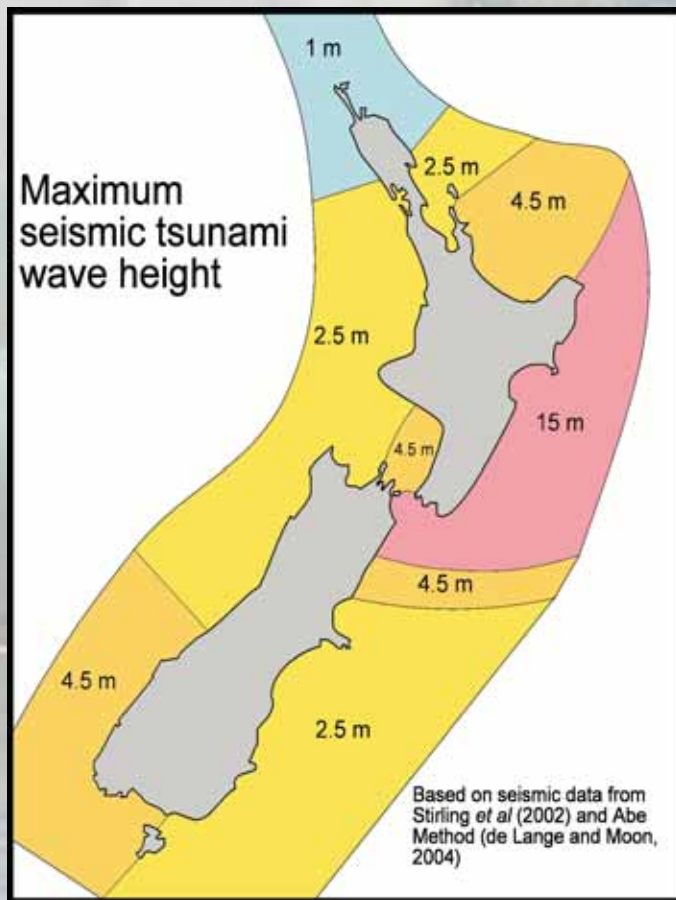 1 m
2.5 m
4.5 m
Maximum
seismic tsunami
wave height
2.5 m
15 m
4.5 m
4.5 m
4.5 m
2.5 m
Based on seismic data from
Stirling et al (2002) and Abe
Method (de Lange and Moon,
2004)